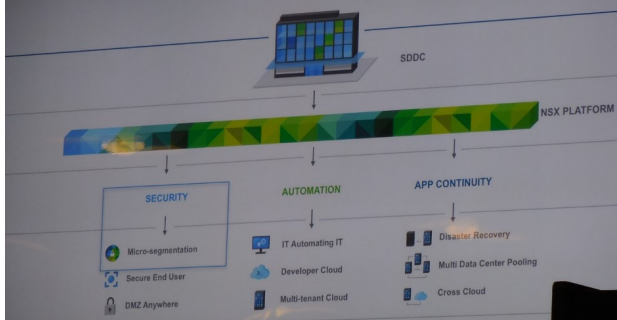 SDDC
NSX PLATFORM
SECURITY
AUTOMATION
APP CONTINUITY
Micro-segmentation
IT Automating IT
Disaster Recovery
Secure End User
Developer Cloud
Multi Data Center Pooling
DMZ Anywhere
Multi-tenant Cloud
Cross Cloud